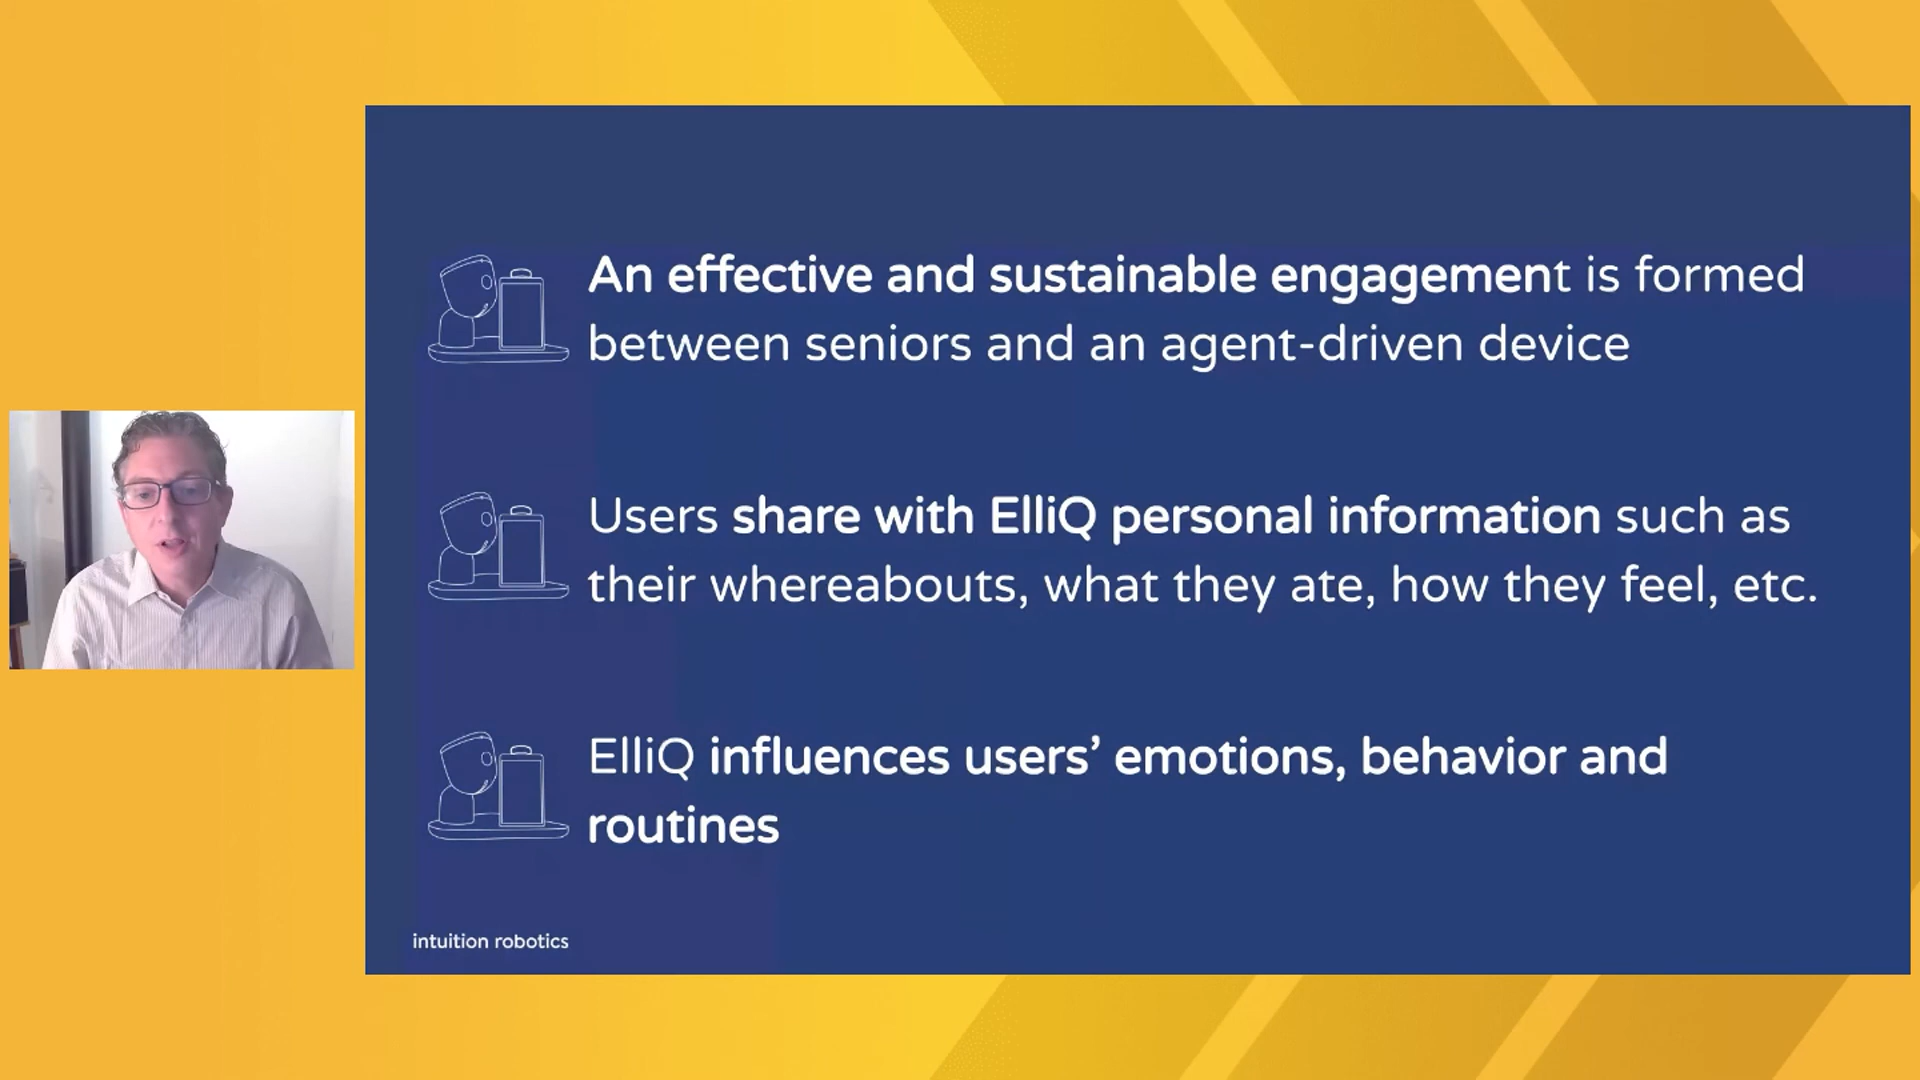 An effective and sustainable engagement is formed
between seniors and an agent-driven device
Users share with ElliQ personal information such as
their whereabouts, what they ate, how they feel, etc.
ElliQ influences users’ emotions, behavior and
routines
intuition robotics